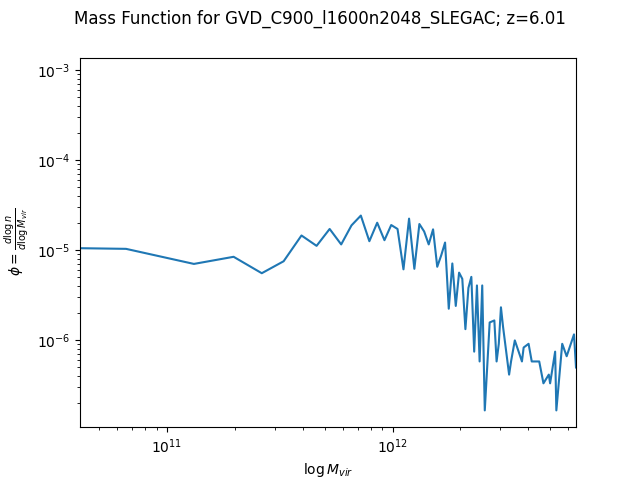 Mass Function for GVD_C900_l1600n2048_SLEGAC; z=6.01
10⁻³
10⁻⁴
10⁻⁵
10⁻⁶
ϕ = d log n / d log M_vir
10¹¹
10¹²
log M_vir